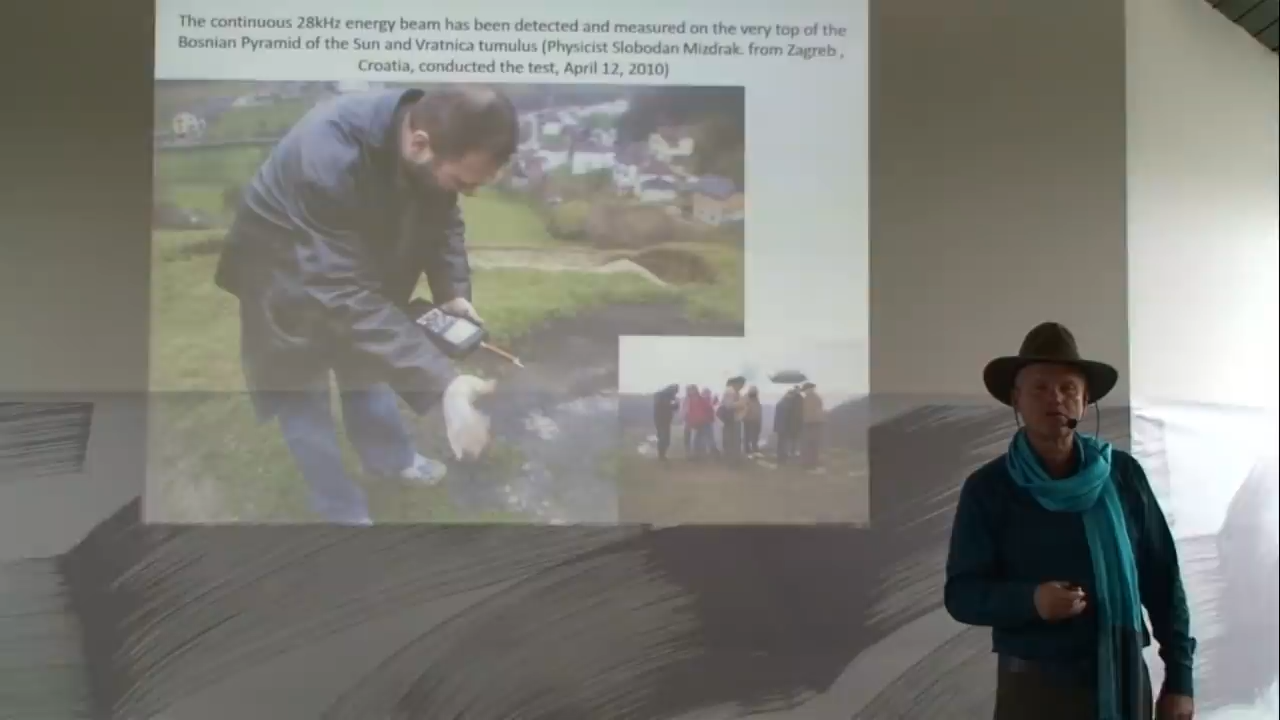 The continuous 28kHz energy beam has been detected and measured on the very top of the
Bosnian Pyramid of the Sun and Vratnica tumulus (Physicist Slobodan Mizdrak. from Zagreb ,
Croatia, conducted the test, April 12, 2010)